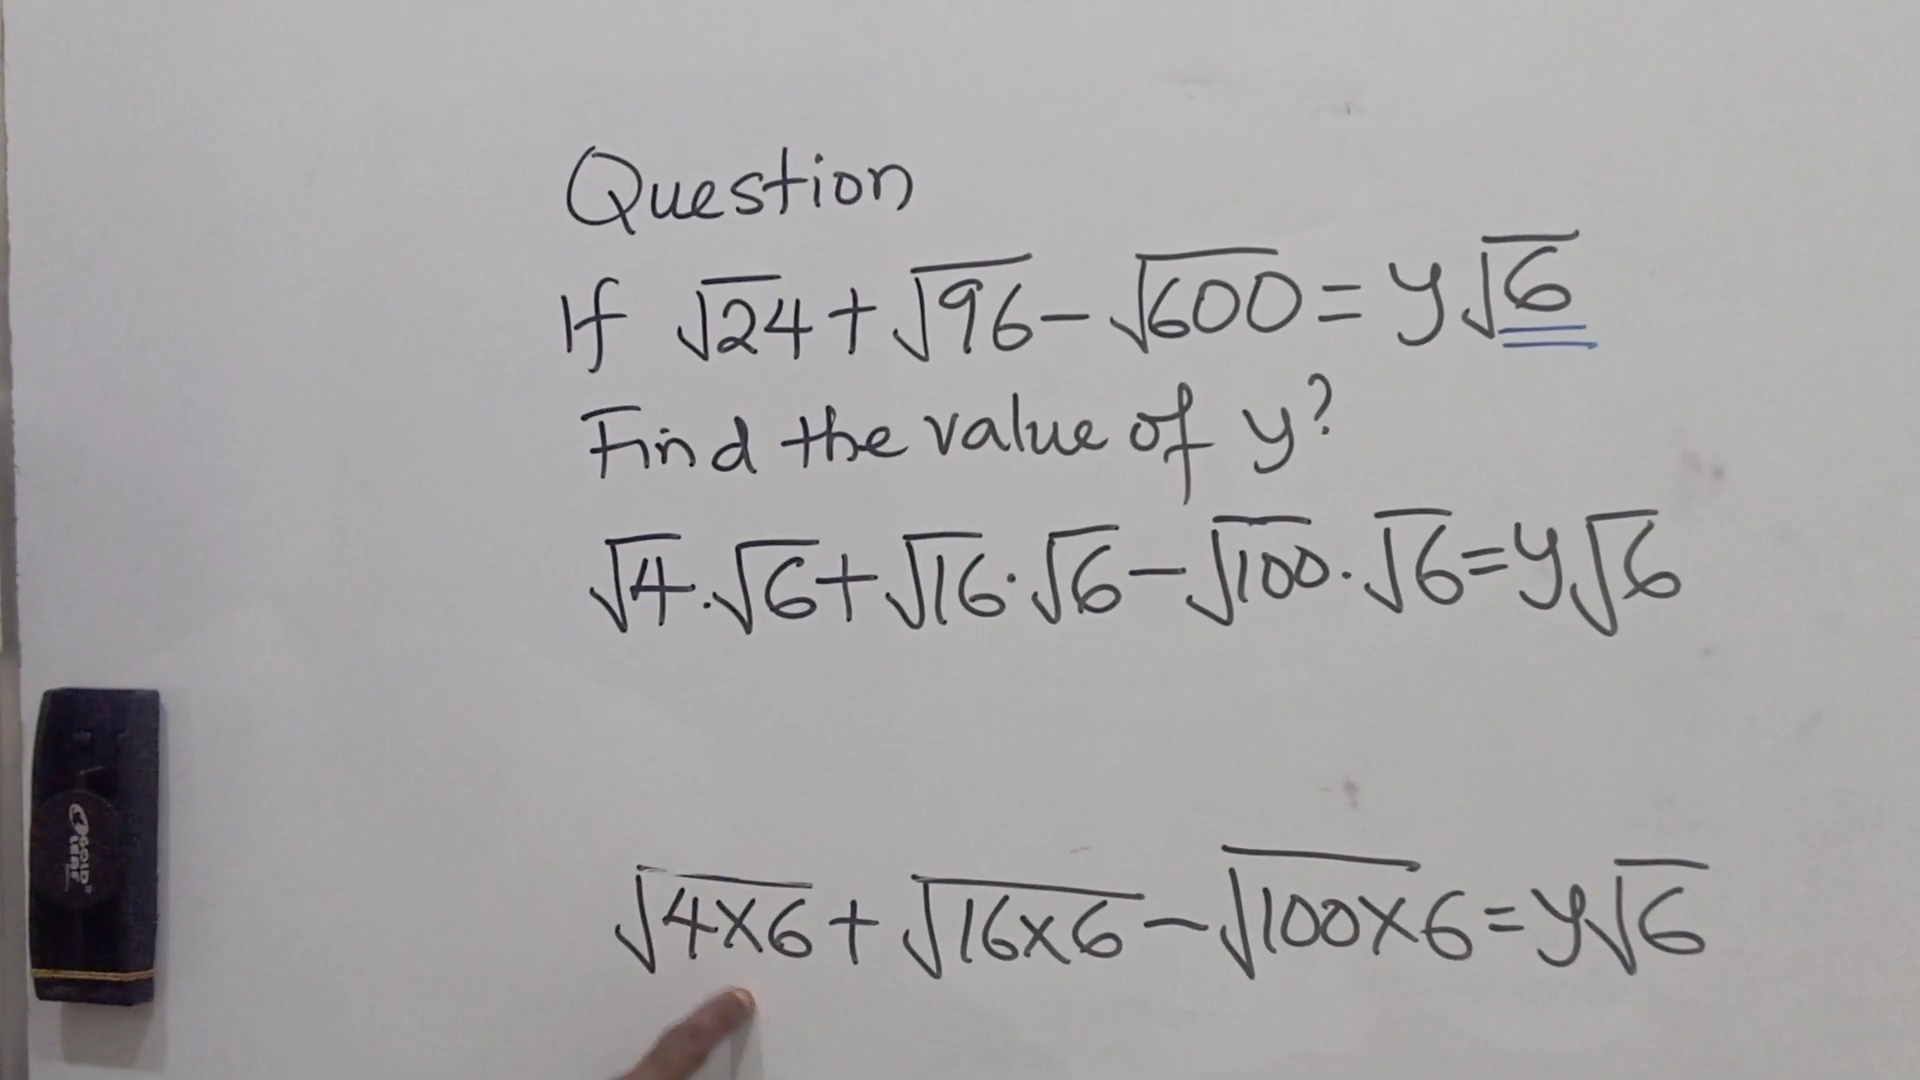 Question
If √24 + √96 − √600 = y√6
Find the value of y?
√4 . √6 + √16 · √6 − √100 · √6 = y√6
√4×6 + √16×6 − √100×6 = y√6
GOLD